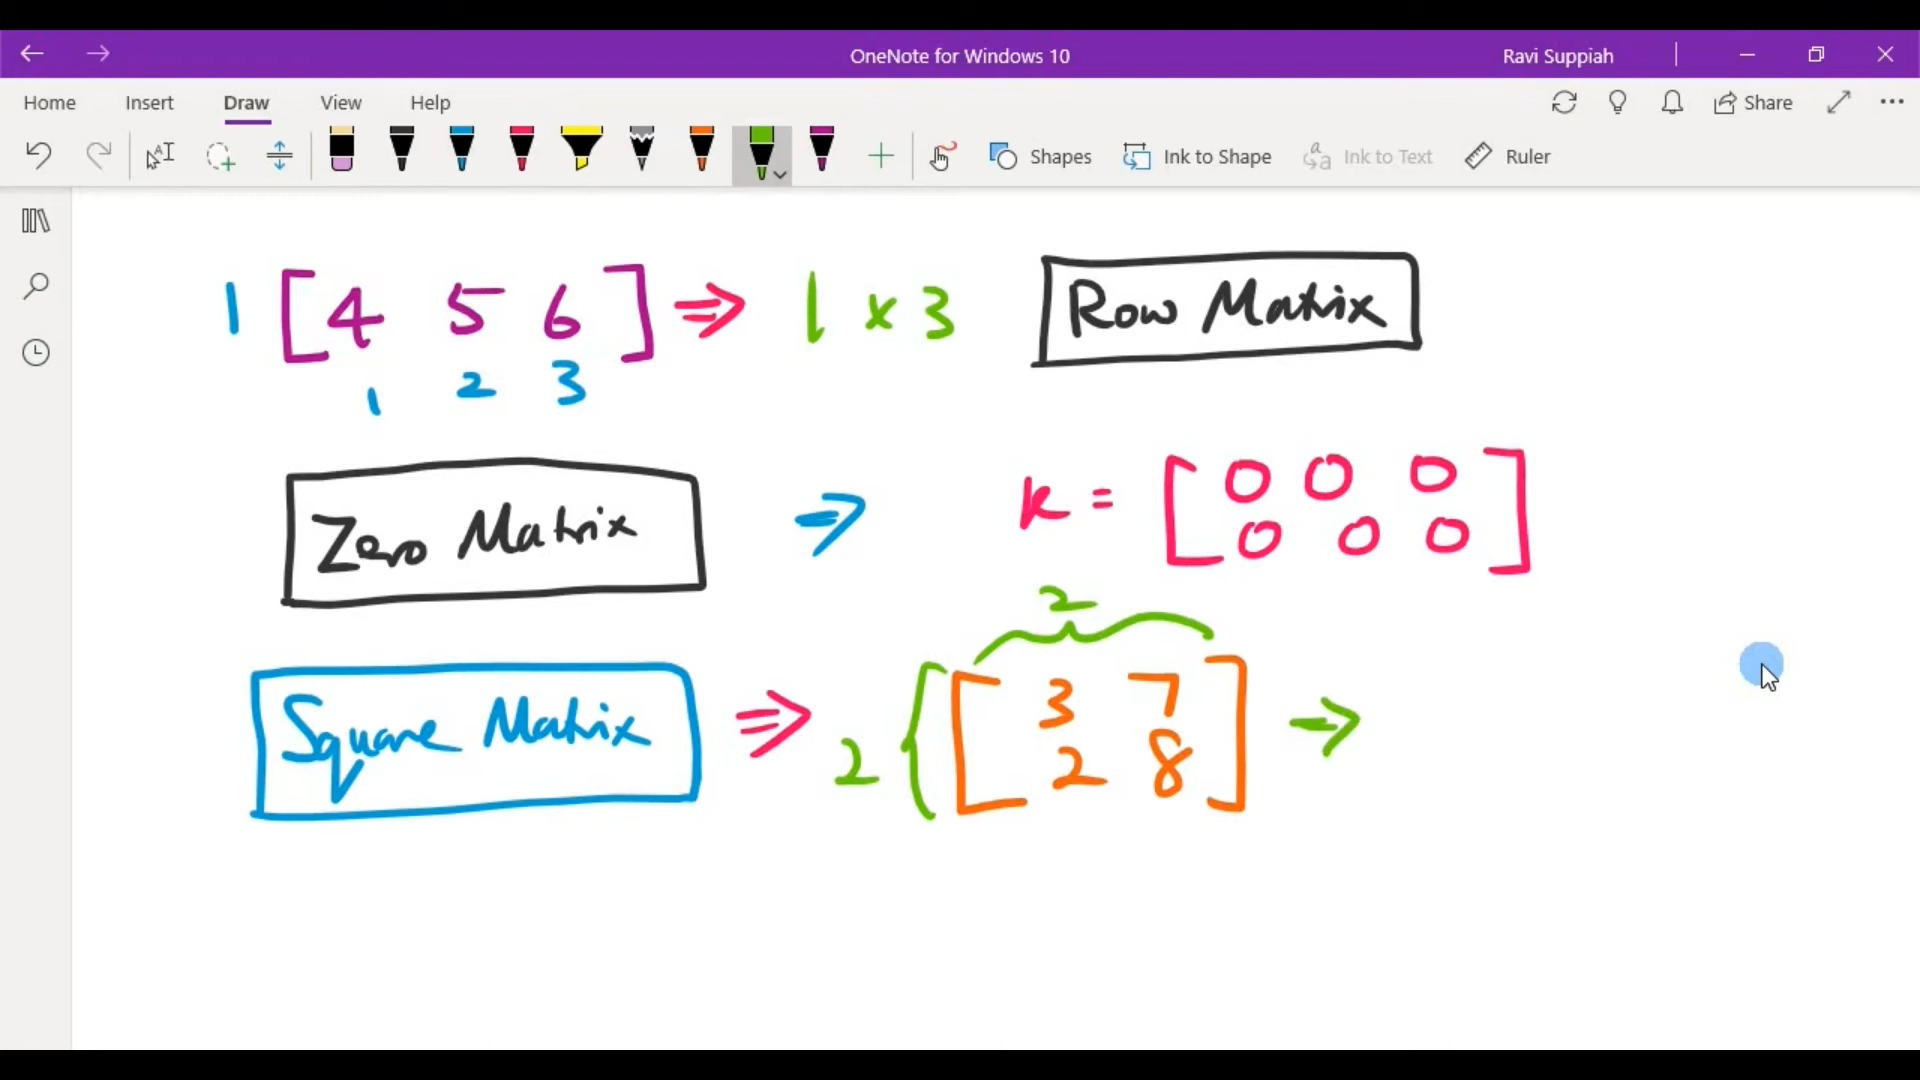 OneNote for Windows 10
Ravi Suppiah
Home Insert Draw View Help
Share
Shapes Ink to Shape Ink to Text Ruler
1 [ 4 5 6 ] ⇒ 1 × 3 Row Matrix
1 2 3
Zero Matrix ⇒ K = [ 0 0 0
0 0 0 ]
2
Square Matrix ⇒ 2 { [ 3 7
2 8 ] →